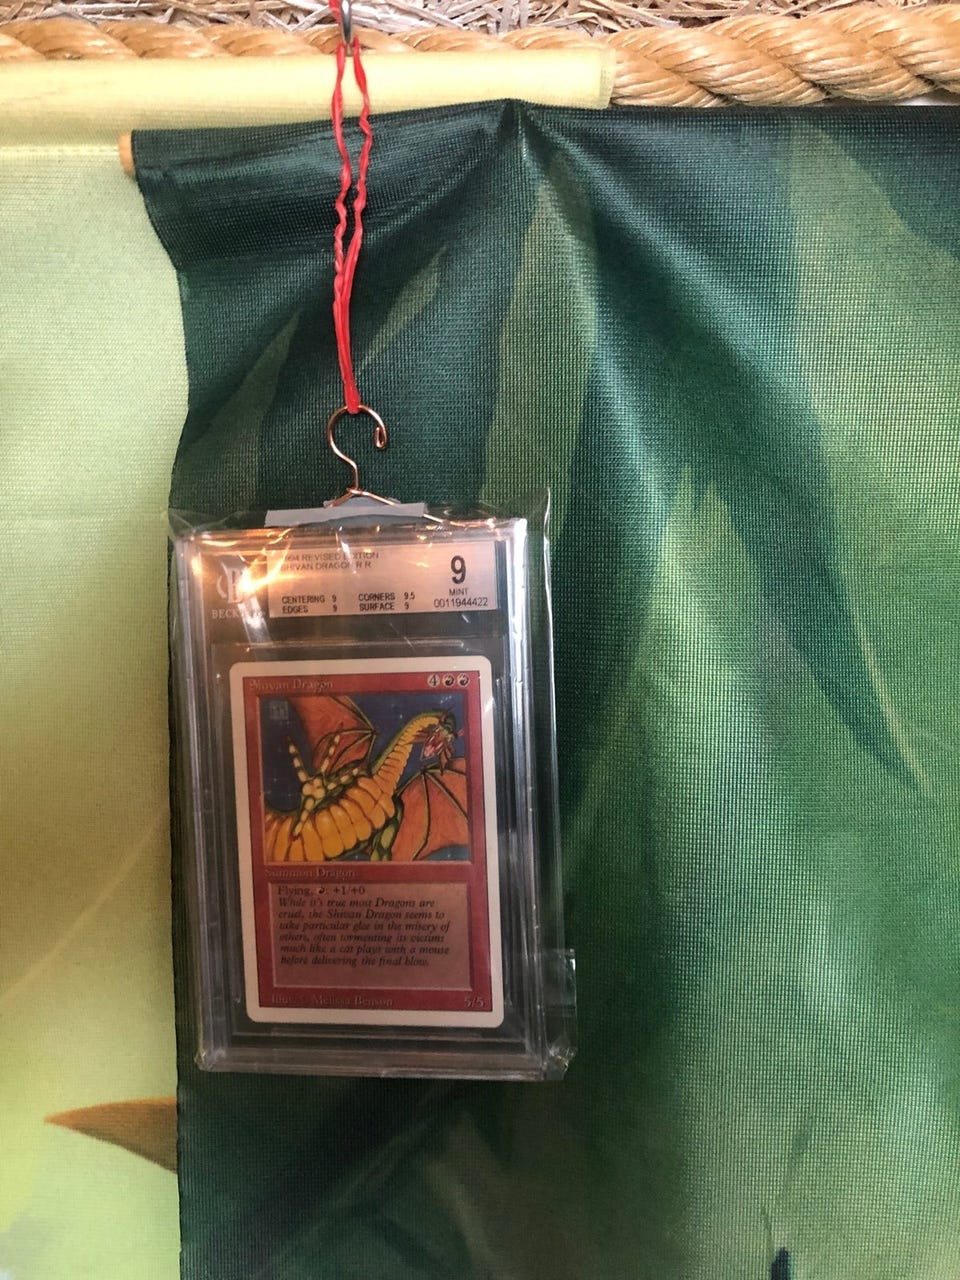 1994 REVISED EDITION
SHIVAN DRAGON R R
9
MINT
0011944422
CENTERING 9 CORNERS 9.5
EDGES 9 SURFACE 9
Shivan Dragon 4
Summon Dragon
Flying, : +1/+0
While it's true most Dragons are
cruel, the Shivan Dragon seems to
take particular glee in the misery of
others, often tormenting its victims
much like a cat plays with a mouse
before delivering the final blow.
Illus. © Melissa Benson 5/5